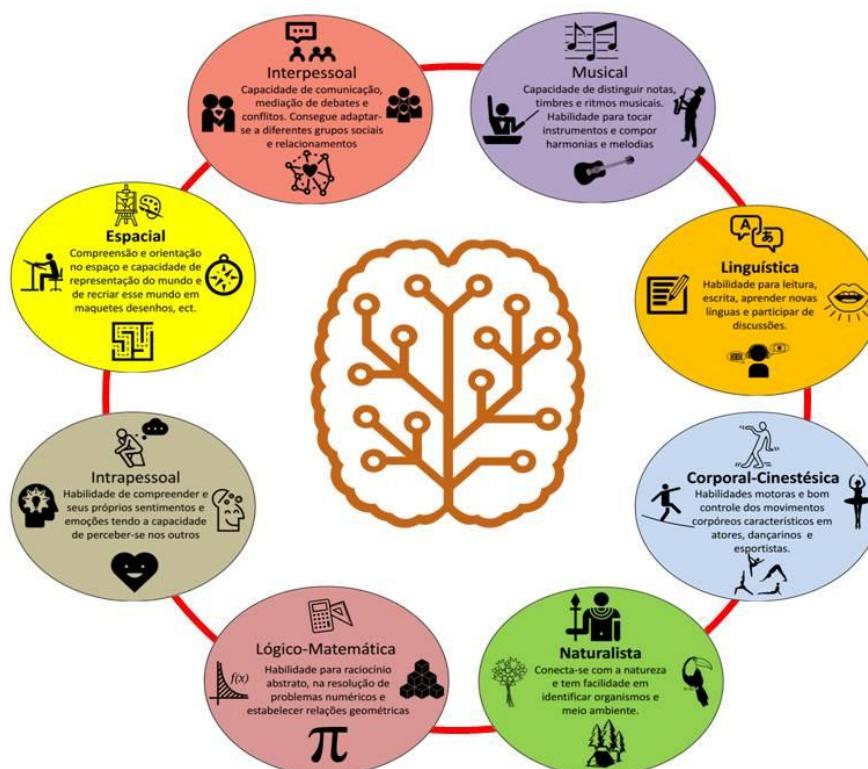 Interpessoal
Capacidade de comunicação,
mediação de debates e
conflitos. Consegue adaptar-
se a diferentes grupos sociais
e relacionamentos
Musical
Capacidade de distinguir notas,
timbres e ritmos musicais.
Habilidade para tocar
instrumentos e compor
harmonias e melodias
Espacial
Compreensão e orientação
no espaço e capacidade de
representação do mundo e
de recriar esse mundo em
maquetes desenhos, ect.
A あ
Linguística
Habilidade para leitura,
escrita, aprender novas
línguas e participar de
discussões.
Intrapessoal
Habilidade de compreender e
seus próprios sentimentos e
emoções tendo a capacidade
de perceber-se nos outros
Corporal-Cinestésica
Habilidades motoras e bom
controle dos movimentos
corpóreos característicos em
atores, dançarinos e
esportistas.
Lógico-Matemática
Habilidade para raciocínio
abstrato, na resolução de
problemas numéricos e
estabelecer relações geométricas
f(x)
π
Naturalista
Conecta-se com a natureza
e tem facilidade em
identificar organismos e
meio ambiente.